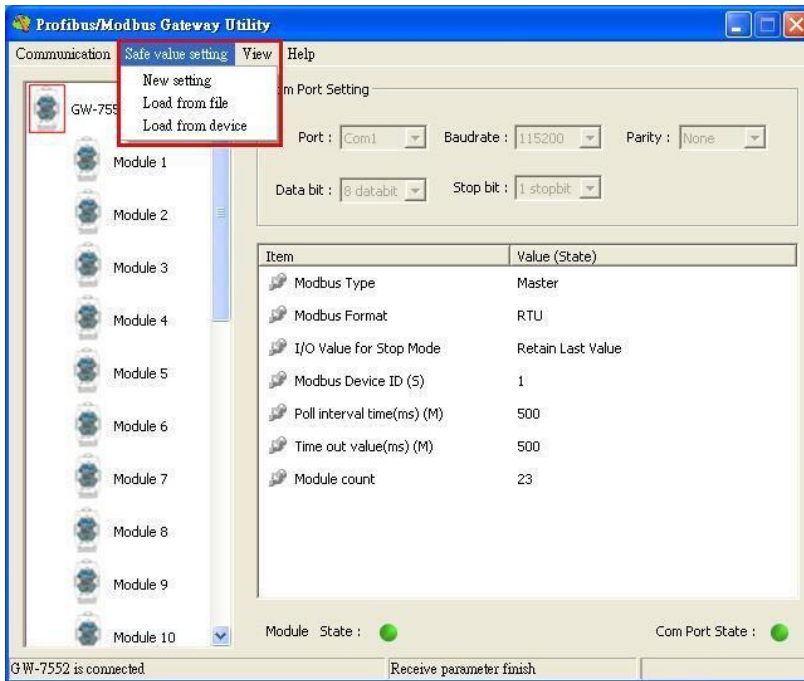 Profibus/Modbus Gateway Utility
Communication Safe value setting View Help
New setting
Load from file
Load from device
GW-755
Module 1
Module 2
Module 3
Module 4
Module 5
Module 6
Module 7
Module 8
Module 9
Module 10
m Port Setting
Port : Com1 Baudrate : 115200 Parity : None
Data bit : 8 databit Stop bit : 1 stopbit
Item Value (State)
Modbus Type Master
Modbus Format RTU
I/O Value for Stop Mode Retain Last Value
Modbus Device ID (S) 1
Poll interval time(ms) (M) 500
Time out value(ms) (M) 500
Module count 23
Module State : Com Port State :
GW-7552 is connected Receive parameter finish